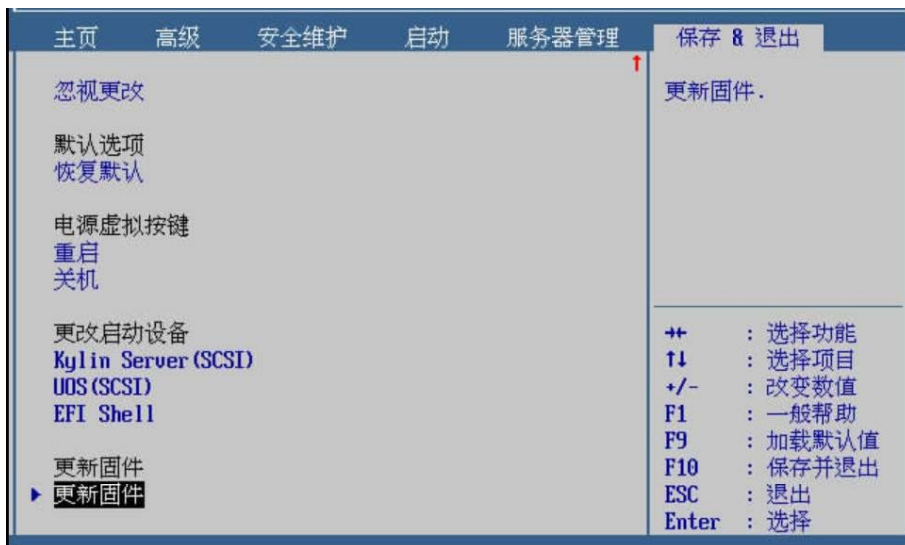 主页 高级 安全维护 启动 服务器管理 保存 & 退出
忽视更改
默认选项
恢复默认
电源虚拟按键
重启
关机
更改启动设备
Kylin Server(SCSI)
UOS(SCSI)
EFI Shell
更新固件
更新固件
更新固件.
→← : 选择功能
↑↓ : 选择项目
+/- : 改变数值
F1 : 一般帮助
F9 : 加载默认值
F10 : 保存并退出
ESC : 退出
Enter : 选择